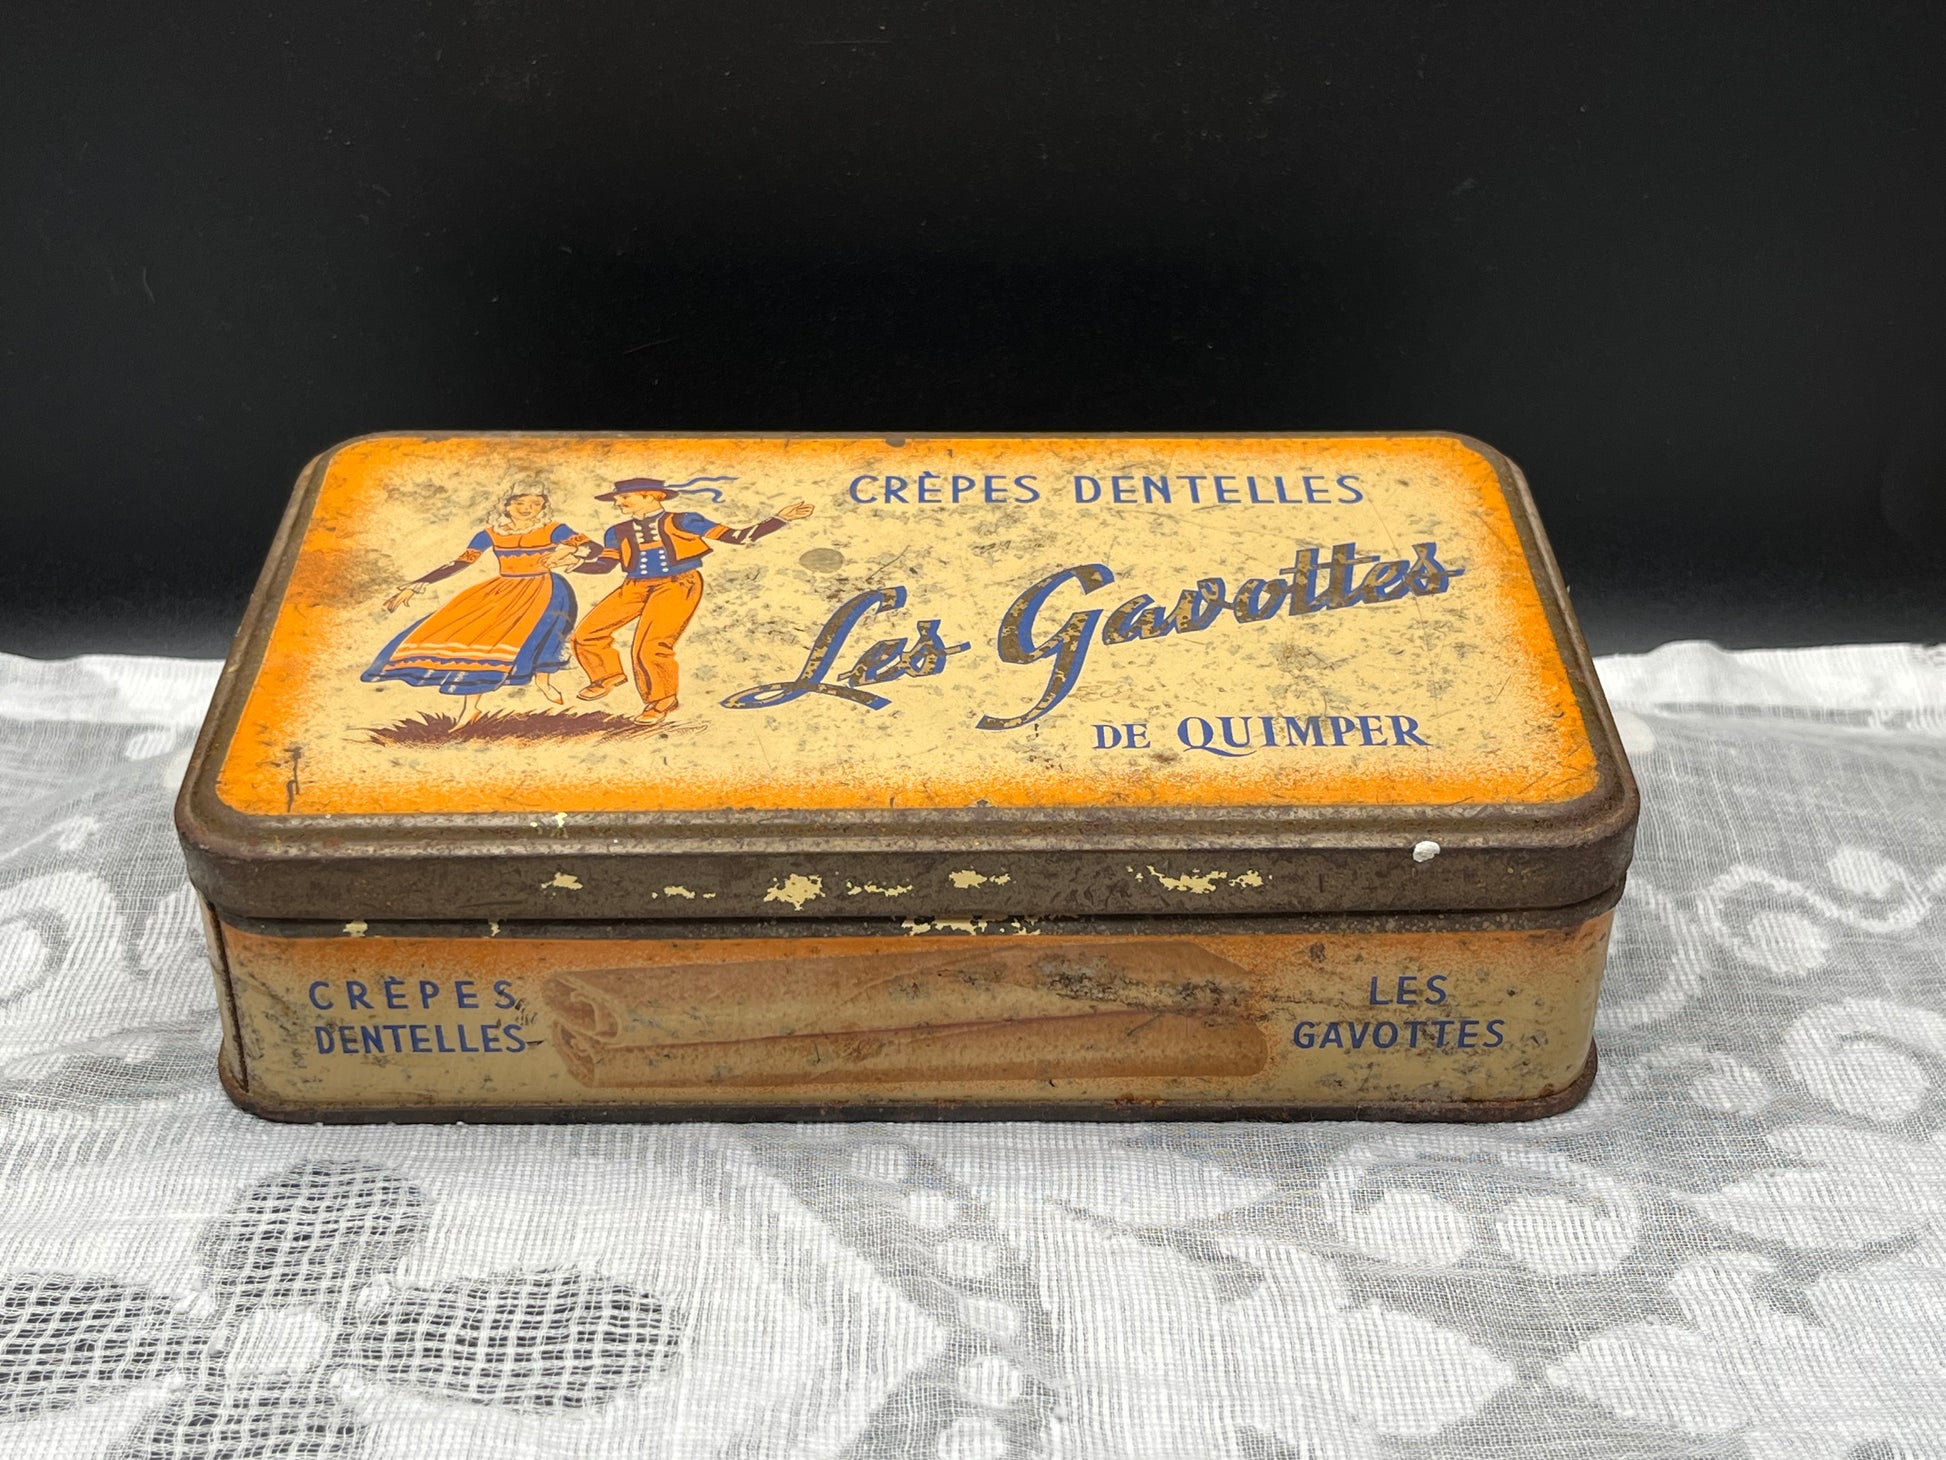 CRÈPES DENTELLES
Les Gavottes
DE QUIMPER
CRÈPES
DENTELLES
LES
GAVOTTES